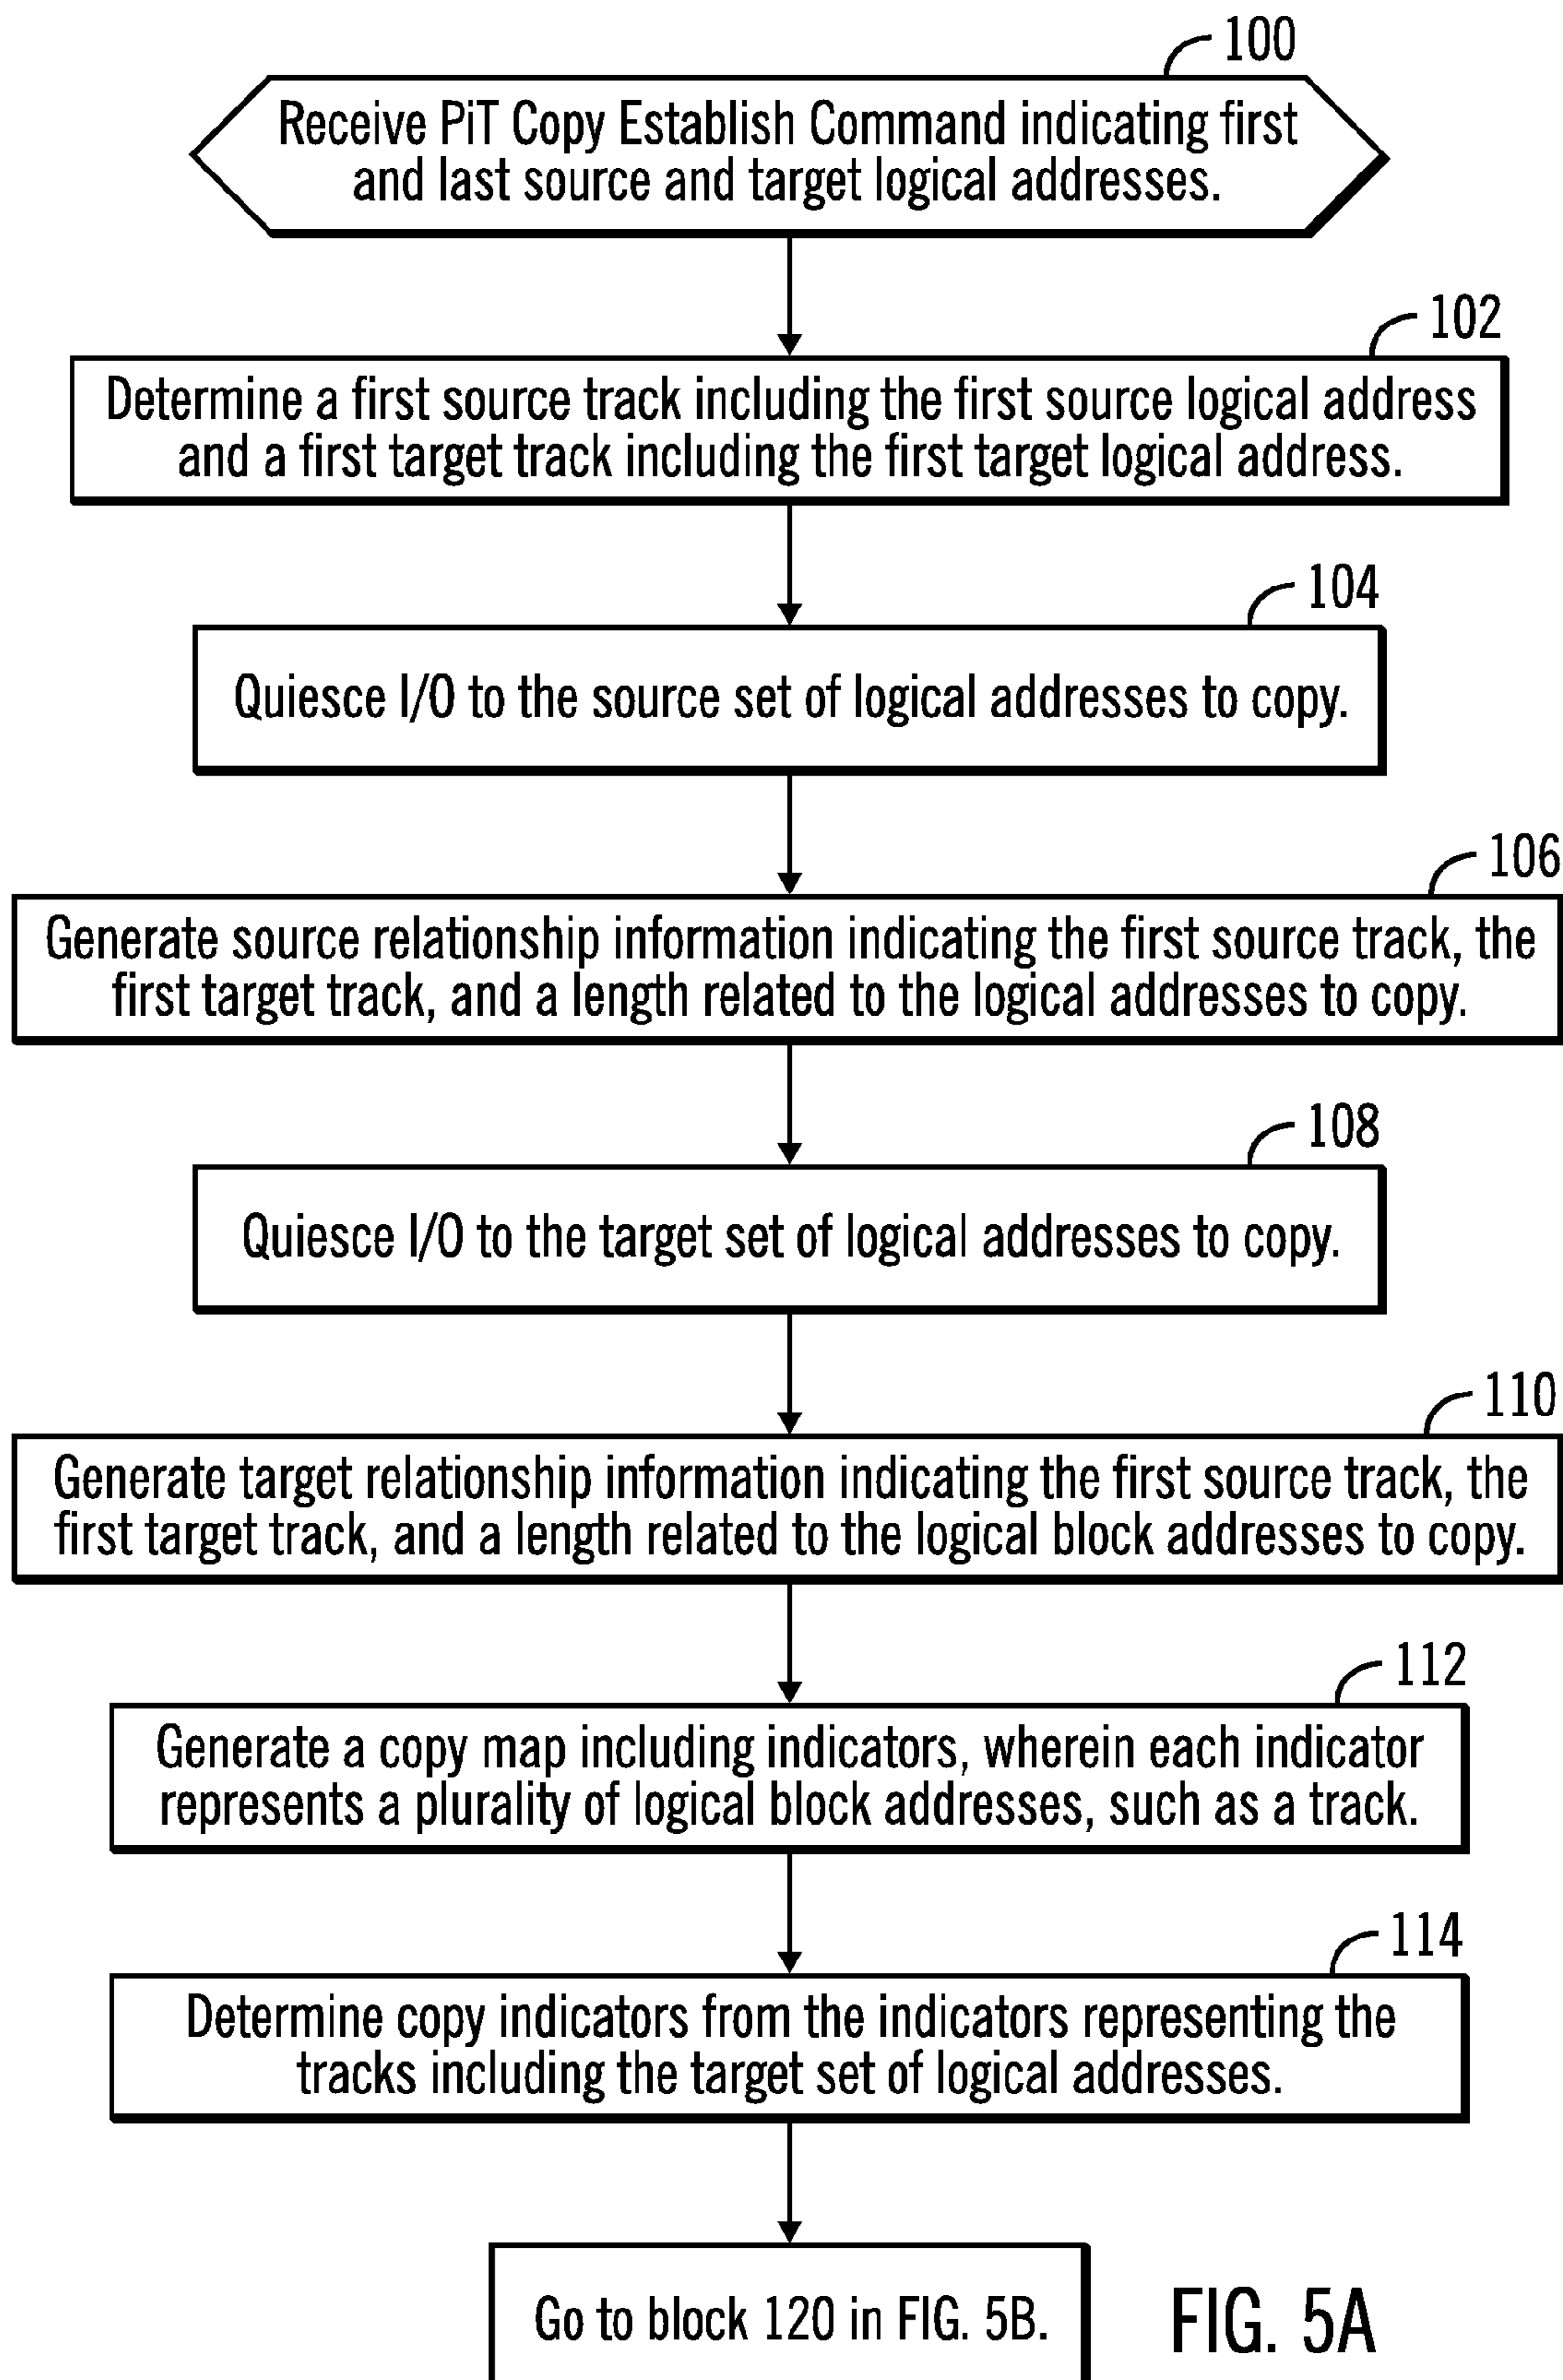 100
Receive PiT Copy Establish Command indicating first
and last source and target logical addresses.
102
Determine a first source track including the first source logical address
and a first target track including the first target logical address.
104
Quiesce I/O to the source set of logical addresses to copy.
106
Generate source relationship information indicating the first source track, the
first target track, and a length related to the logical addresses to copy.
108
Quiesce I/O to the target set of logical addresses to copy.
110
Generate target relationship information indicating the first source track, the
first target track, and a length related to the logical block addresses to copy.
112
Generate a copy map including indicators, wherein each indicator
represents a plurality of logical block addresses, such as a track.
114
Determine copy indicators from the indicators representing the
tracks including the target set of logical addresses.
Go to block 120 in FIG. 5B.
FIG. 5A